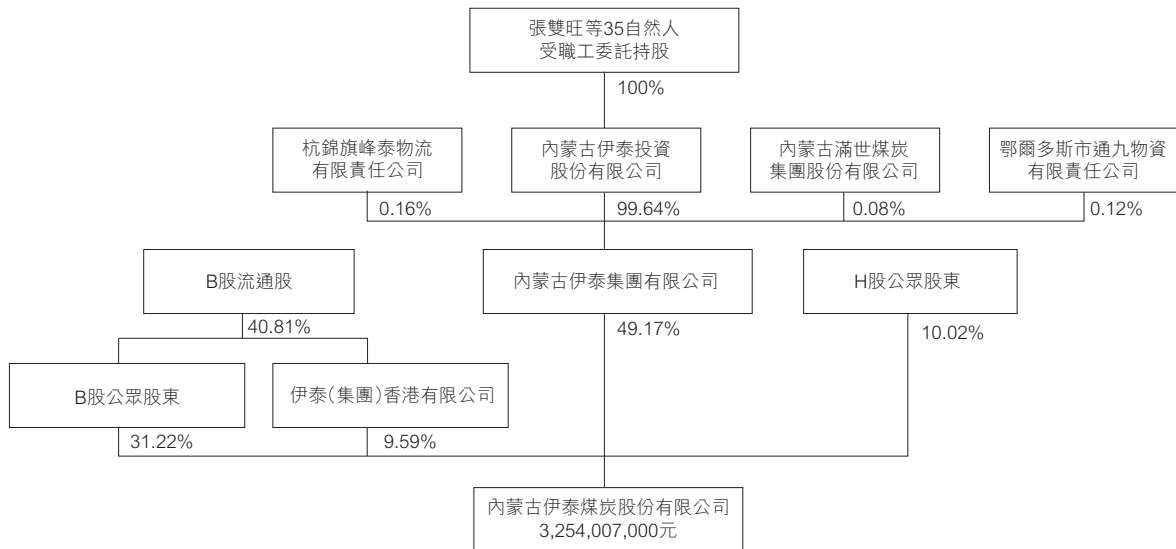 張雙旺等35自然人
受職工委託持股
100%
杭錦旗峰泰物流
有限責任公司
內蒙古伊泰投資
股份有限公司
內蒙古滿世煤炭
集團股份有限公司
鄂爾多斯市通九物資
有限責任公司
0.16%
99.64%
0.08%
0.12%
B股流通股
內蒙古伊泰集團有限公司
H股公眾股東
40.81%
49.17%
10.02%
B股公眾股東
伊泰(集團)香港有限公司
31.22%
9.59%
內蒙古伊泰煤炭股份有限公司
3,254,007,000元